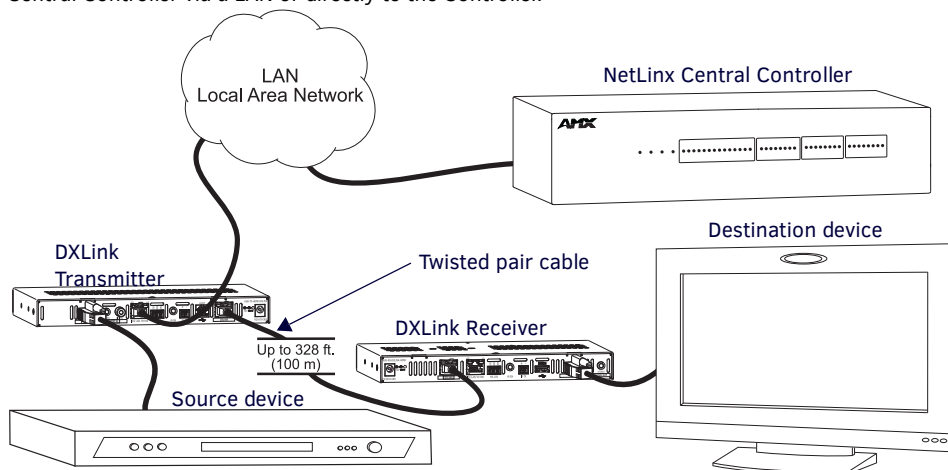 Central Controller via a LAN or directly to the Controller.
LAN
Local Area Network
NetLinx Central Controller
AMX
Destination device
DXLink
Transmitter
Twisted pair cable
DXLink Receiver
Up to 328 ft.
(100 m)
Source device